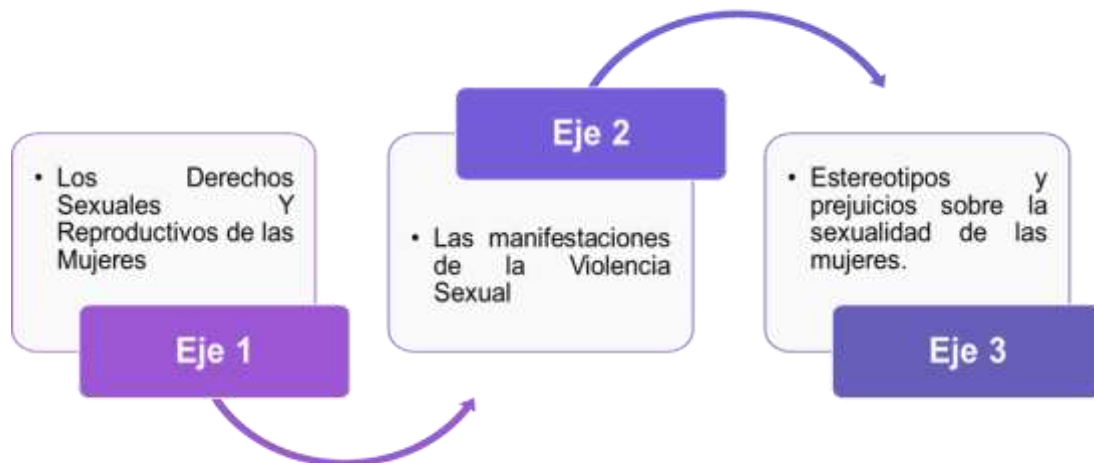 • Los Derechos
Sexuales Y
Reproductivos de las
Mujeres
Eje 1
Eje 2
• Las manifestaciones
de la Violencia
Sexual
• Estereotipos y
prejuicios sobre la
sexualidad de las
mujeres.
Eje 3